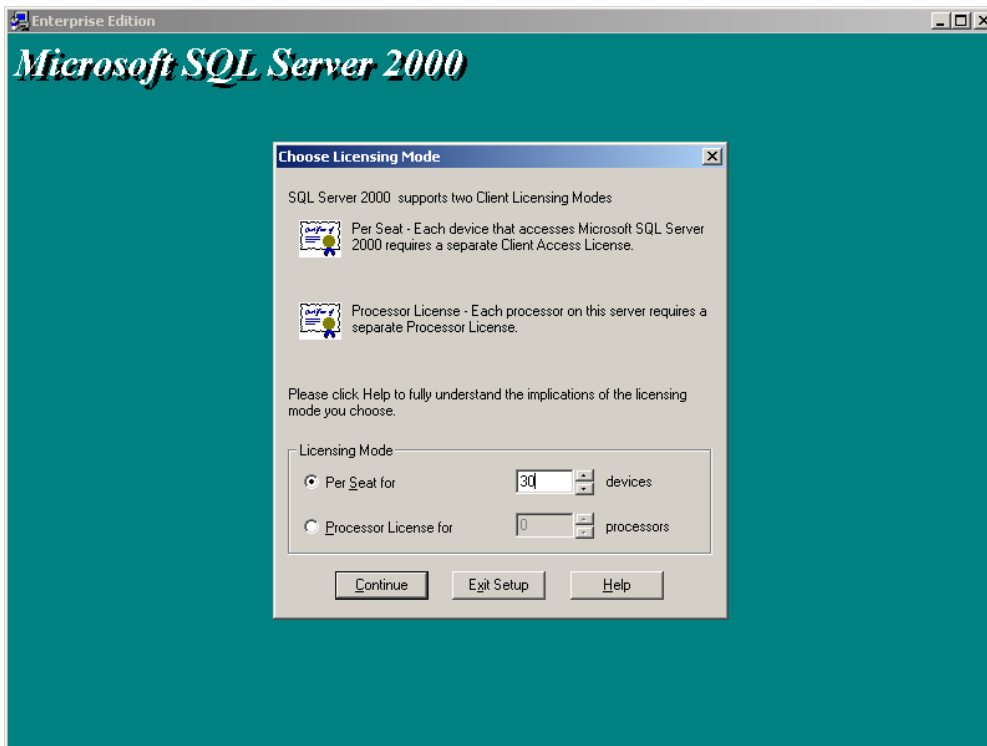 Enterprise Edition
Microsoft SQL Server 2000
Choose Licensing Mode
SQL Server 2000  supports two Client Licensing Modes
Per Seat - Each device that accesses Microsoft SQL Server
2000 requires a separate Client Access License.
Processor License - Each processor on this server requires a
separate Processor License.
Please click Help to fully understand the implications of the licensing
mode you choose.
Licensing Mode
Per Seat for 30 devices
Processor License for 0 processors
Continue Exit Setup Help